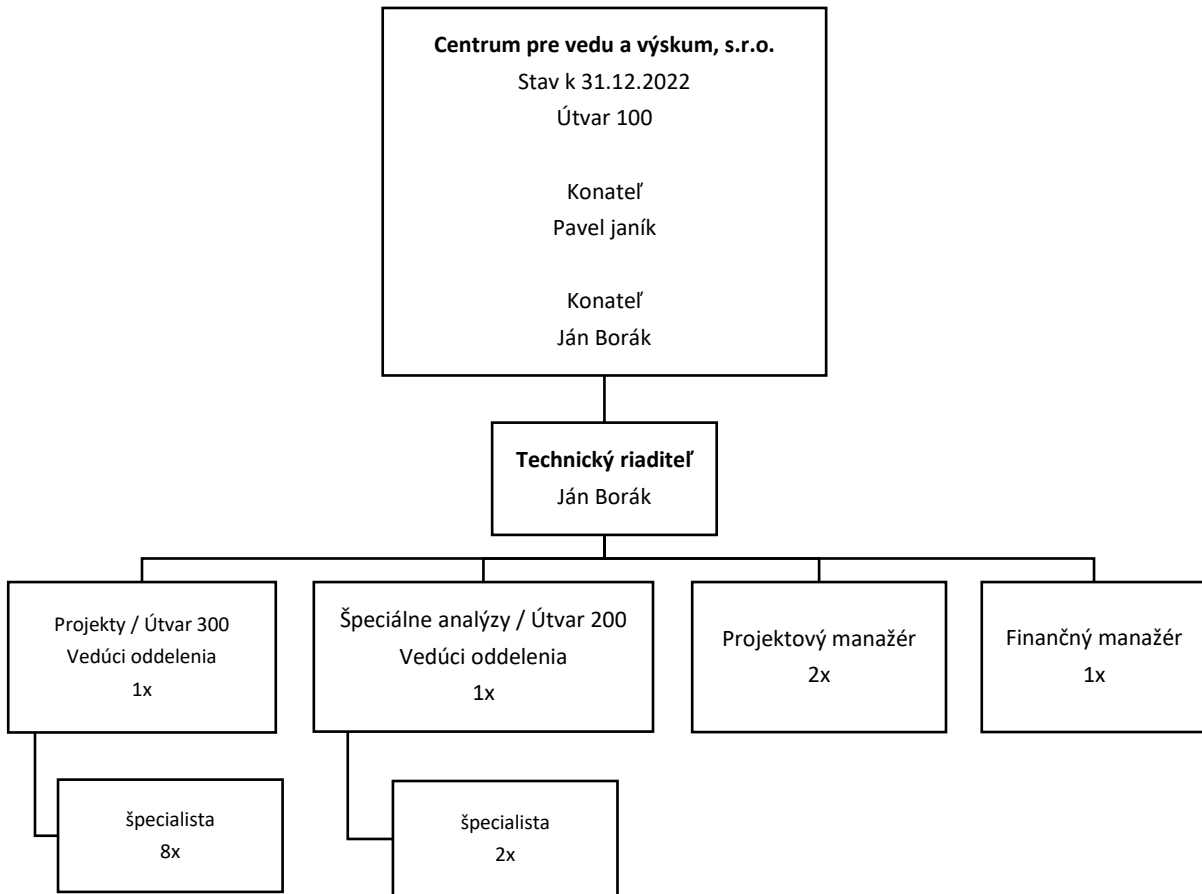 Centrum pre vedu a výskum, s.r.o.
Stav k 31.12.2022
Útvar 100
Konateľ
Pavel janík
Konateľ
Ján Borák
Technický riaditeľ
Ján Borák
Projekty / Útvar 300
Vedúci oddelenia
1x
Špeciálne analýzy / Útvar 200
Vedúci oddelenia
1x
Projektový manažér
2x
Finančný manažér
1x
špecialista
8x
špecialista
2x